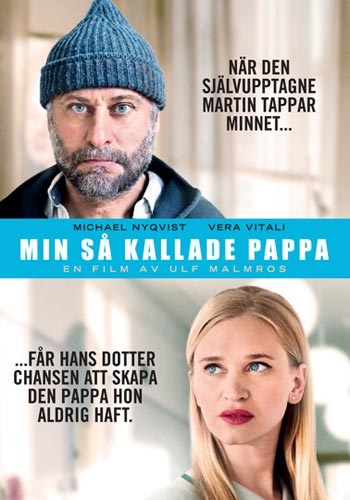 NÄR DEN
SJÄLVUPPTAGNE
MARTIN TAPPAR
MINNET...
MICHAEL NYQVIST VERA VITALI
MIN SÅ KALLADE PAPPA
EN FILM AV ULF MALMROS
...FÅR HANS DOTTER
CHANSEN ATT SKAPA
DEN PAPPA HON
ALDRIG HAFT.